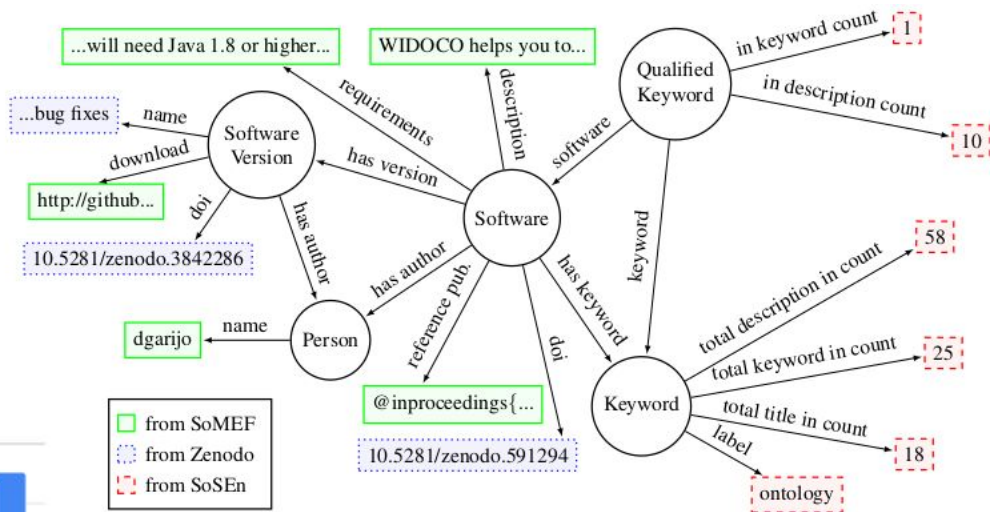 ...will need Java 1.8 or higher...
WIDOCO helps you to...
Qualified
Keyword
in keyword count
1
in description count
10
...bug fixes
name
Software
Version
download
http://github...
doi
10.5281/zenodo.3842286
requirements
description
software
has version
Software
keyword
has author
has author
reference pub.
has keyword
doi
58
total description in count
dgarijo
name
Person
total keyword in count
25
@inproceedings{...
Keyword
total title in count
18
label
ontology
10.5281/zenodo.591294
from SoMEF
from Zenodo
from SoSEn